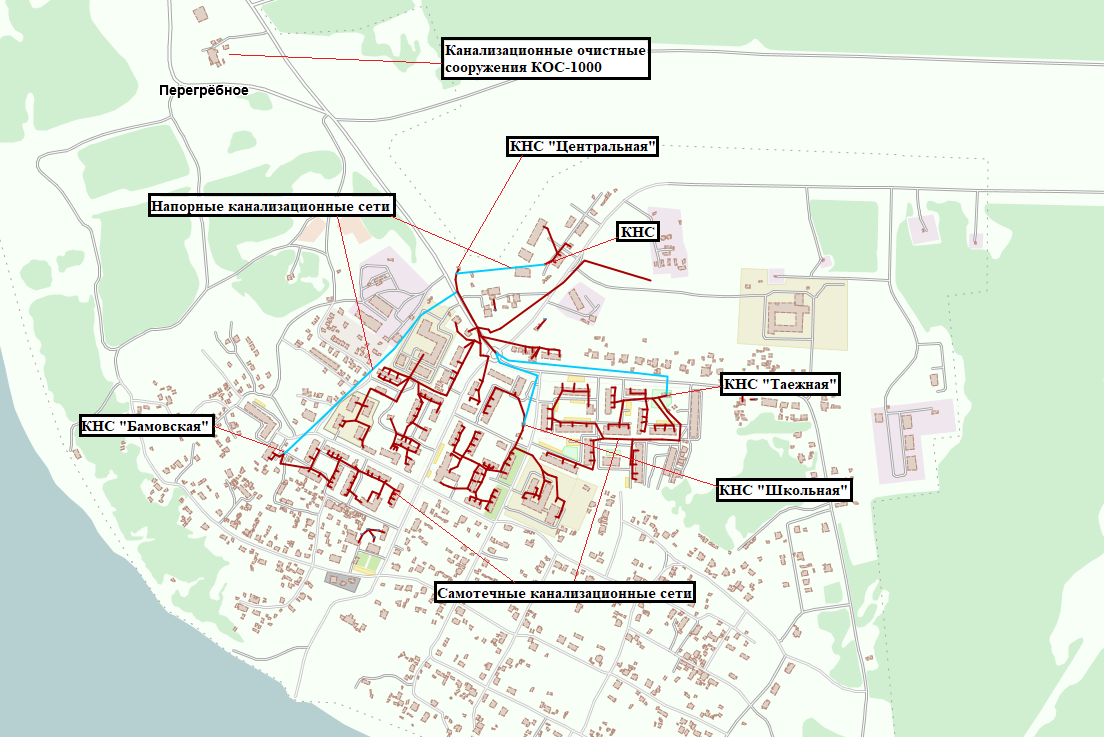 Канализационные очистные
сооружения КОС-1000
Перегрёбное
КНС "Центральная"
Напорные канализационные сети
КНС
КНС "Таежная"
КНС "Бамовская"
КНС "Школьная"
Самотечные канализационные сети